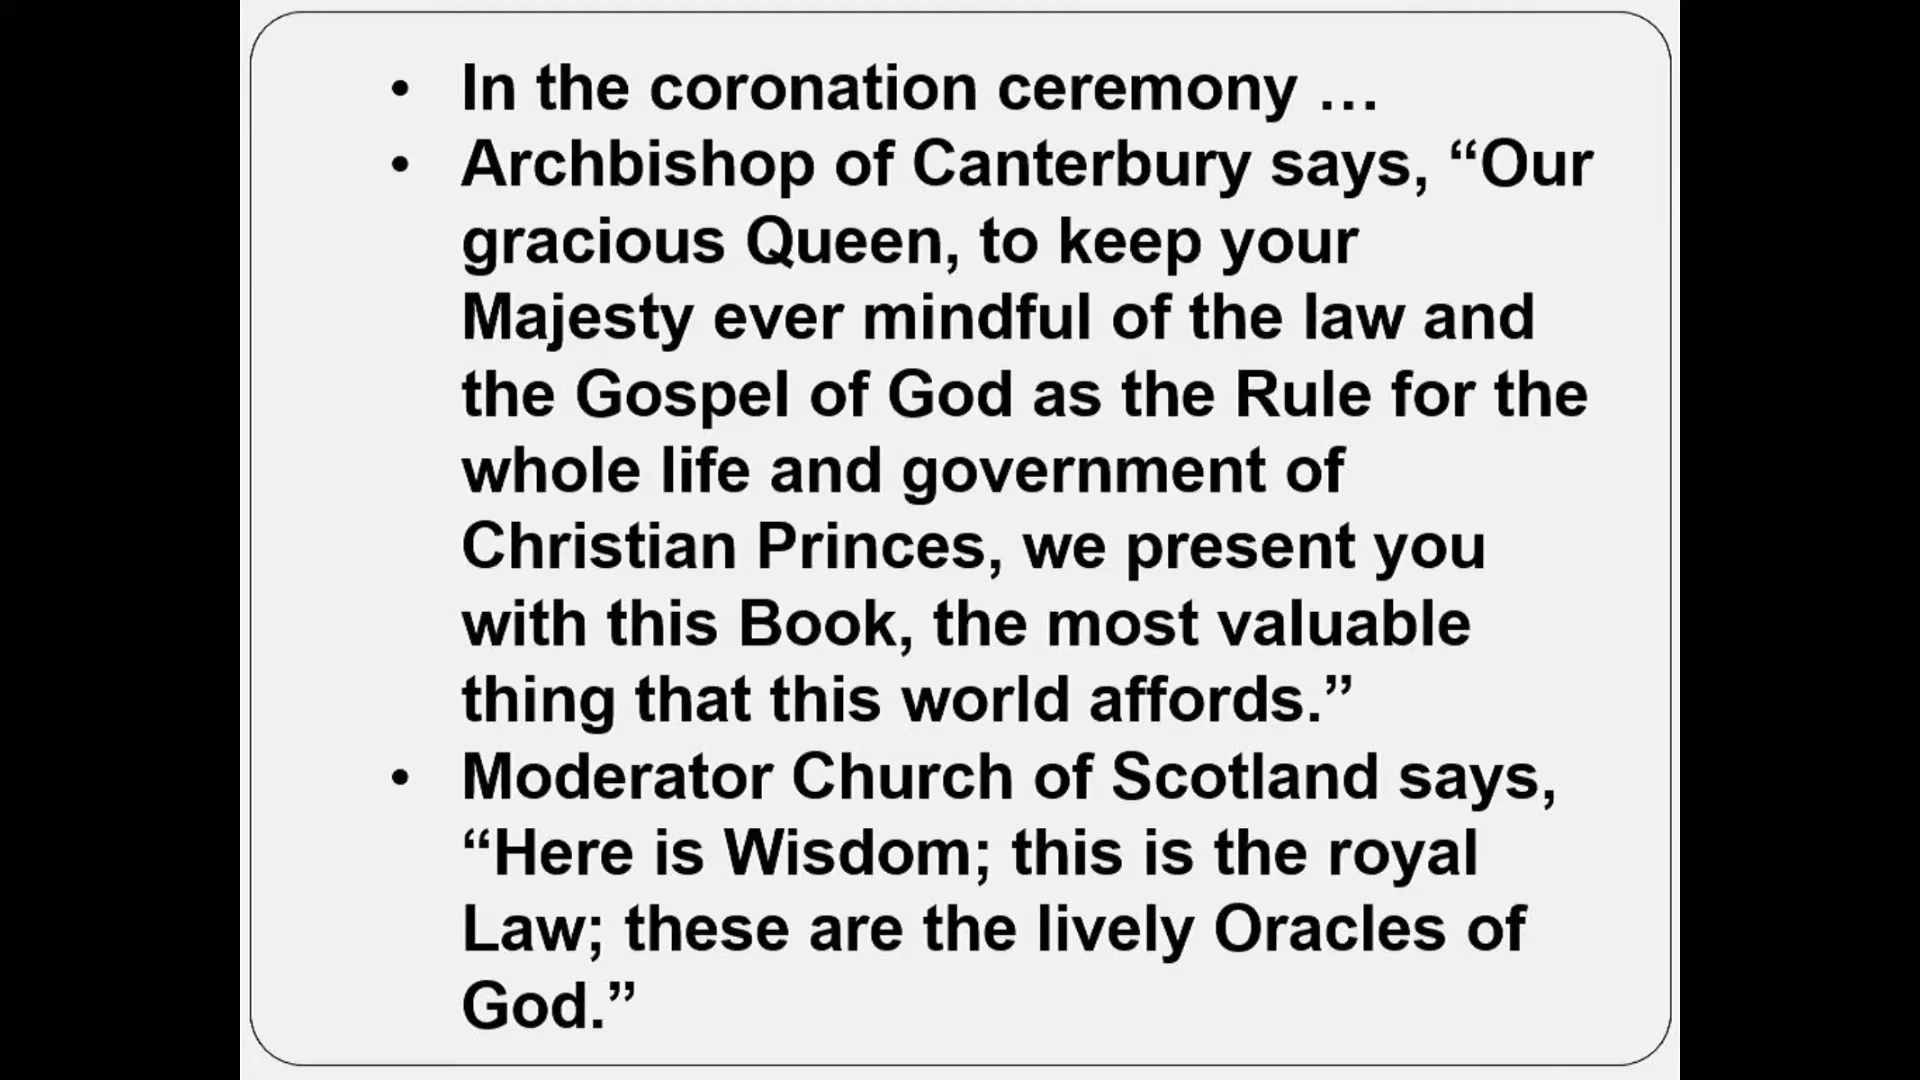 • In the coronation ceremony …
• Archbishop of Canterbury says, “Our
gracious Queen, to keep your
Majesty ever mindful of the law and
the Gospel of God as the Rule for the
whole life and government of
Christian Princes, we present you
with this Book, the most valuable
thing that this world affords.”
• Moderator Church of Scotland says,
“Here is Wisdom; this is the royal
Law; these are the lively Oracles of
God.”